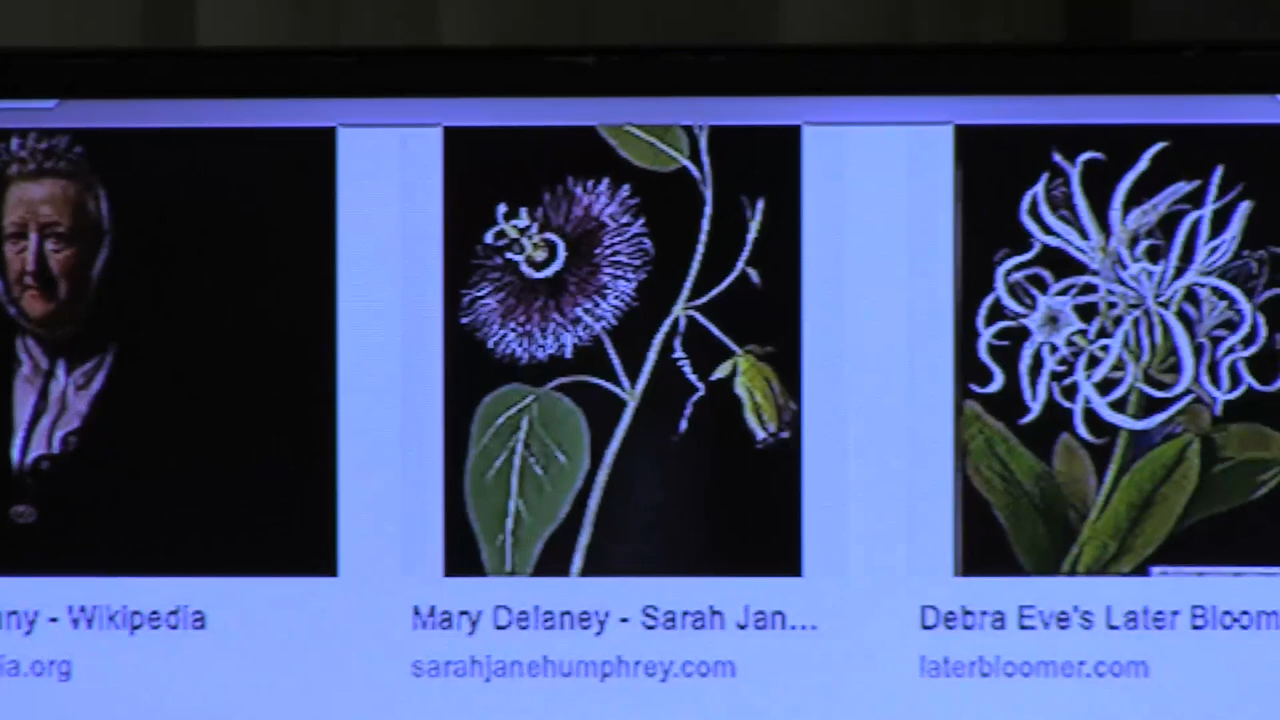 ny - Wikipedia
Mary Delaney - Sarah Jan...
Debra Eve's Later Bloom
ia.org
sarahjanehumphrey.com
laterbloomer.com